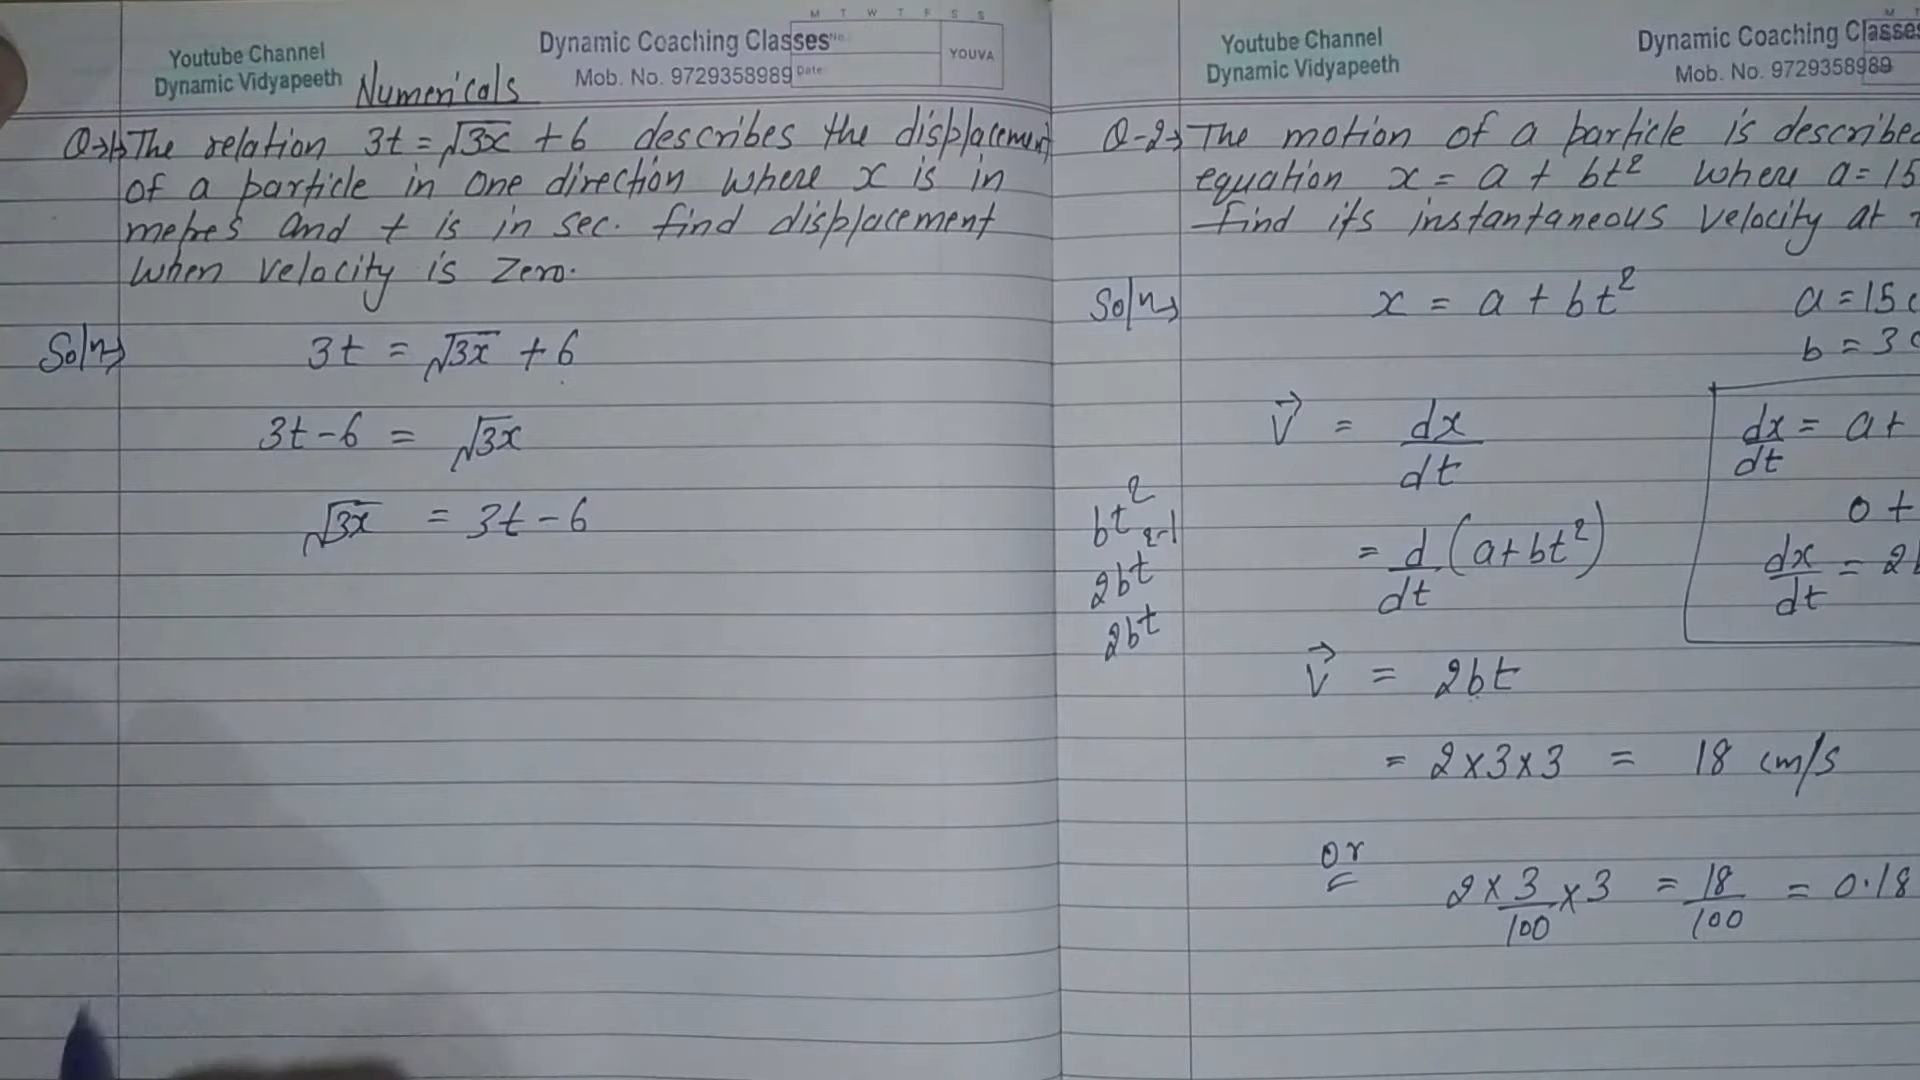 M T W T F S S
Youtube Channel
Dynamic Vidyapeeth
Dynamic Coaching Classes
Mob. No. 9729358989
Date
YOUVA
Numericals
Q→1) The relation 3t = √3x + 6 describes the displacement
of a particle in one direction where x is in
metres and t is in sec. find displacement
when velocity is zero.
Soln→ 3t = √3x + 6
3t - 6 = √3x
√3x = 3t - 6
Youtube Channel
Dynamic Vidyapeeth
Dynamic Coaching Classes
Mob. No. 9729358989
M
Q-2→ The motion of a particle is described
equation x = a + bt² where a = 15
find its instantaneous velocity at
Soln→ x = a + bt² a = 15
b = 3
V⃗ = dx/dt
dx/dt = a +
bt²
2bt²⁻¹
2bt
= d/dt (a + bt²)
0 +
dx/dt = 2
V⃗ = 2bt
= 2×3×3 = 18 cm/s
or
2 × 3/100 × 3 = 18/100 = 0.18